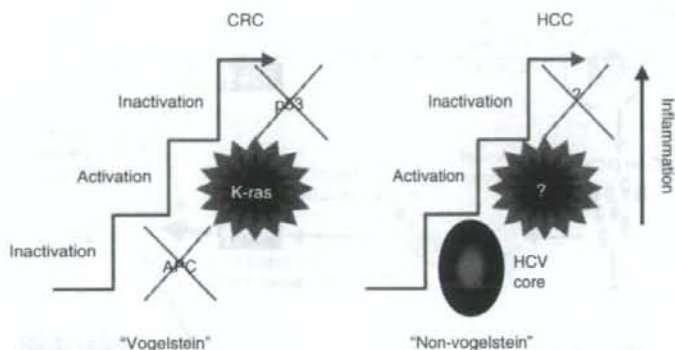 CRC
Inactivation
p53
Activation
K-ras
Inactivation
APC
"Vogelstein"
HCC
Inactivation
?
Activation
?
HCV
core
Inflammation
"Non-vogelstein"